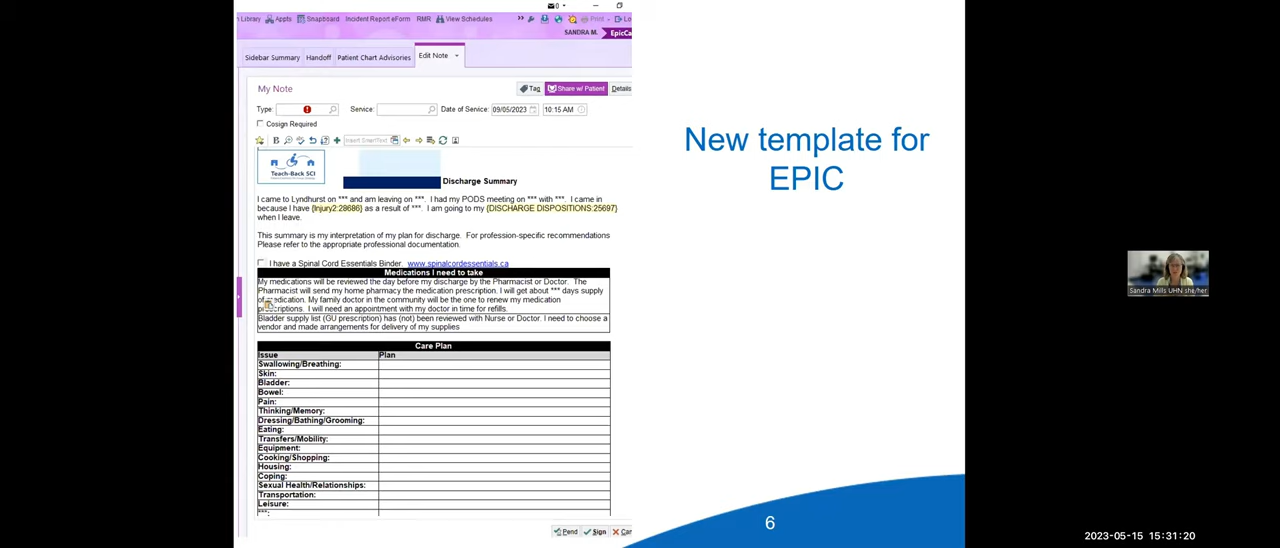 0
Library Appts Snapboard Incident Report eForm RMR View Schedules Print Lo
SANDRA M. EpicCa
Sidebar Summary Handoff Patient Chart Advisories Edit Note
My Note Tag Share w/ Patient Details
Type: Service: Date of Service: 09/05/2023 10:15 AM
Cosign Required
B Insert SmartText
Teach-Back SCI
Discharge Summary
I came to Lyndhurst on *** and am leaving on ***. I had my PODS meeting on *** with ***. I came in
because I have {Injury2:28686} as a result of ***. I am going to my {DISCHARGE DISPOSITIONS:25697}
when I leave.
This summary is my interpretation of my plan for discharge. For profession-specific recommendations
Please refer to the appropriate professional documentation.
I have a Spinal Cord Essentials Binder. www.spinalcordessentials.ca
Medications I need to take
My medications will be reviewed the day before my discharge by the Pharmacist or Doctor. The
Pharmacist will send my home pharmacy the medication prescription. I will get about *** days supply
of medication. My family doctor in the community will be the one to renew my medication
prescriptions. I will need an appointment with my doctor in time for refills.
Bladder supply list (GU prescription) has (not) been reviewed with Nurse or Doctor. I need to choose a
vendor and made arrangements for delivery of my supplies
Care Plan
Issue Plan
Swallowing/Breathing:
Skin:
Bladder:
Bowel:
Pain:
Thinking/Memory:
Dressing/Bathing/Grooming:
Eating:
Transfers/Mobility:
Equipment:
Cooking/Shopping:
Housing:
Coping:
Sexual Health/Relationships:
Transportation:
Leisure:
***:
Pend Sign Can
New template for
EPIC
6
Sandra Mills UHN she/her
2023-05-15 15:31:20